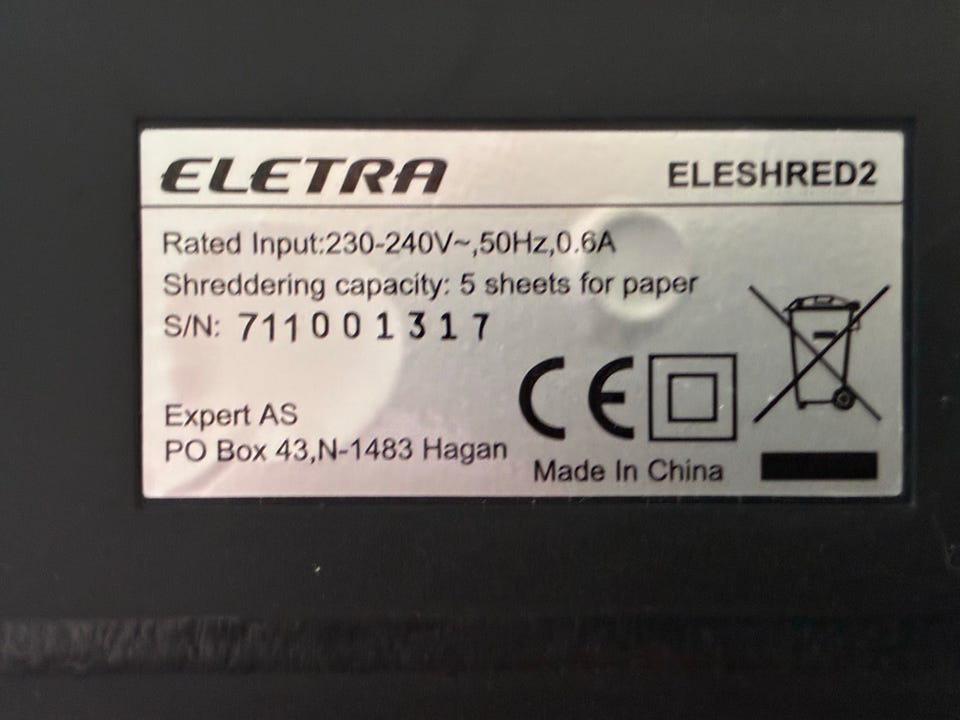 ELETRA
ELESHRED2
Rated Input:230-240V~,50Hz,0.6A
Shreddering capacity: 5 sheets for paper
S/N: 711001317
Expert AS
PO Box 43,N-1483 Hagan
CE
Made In China